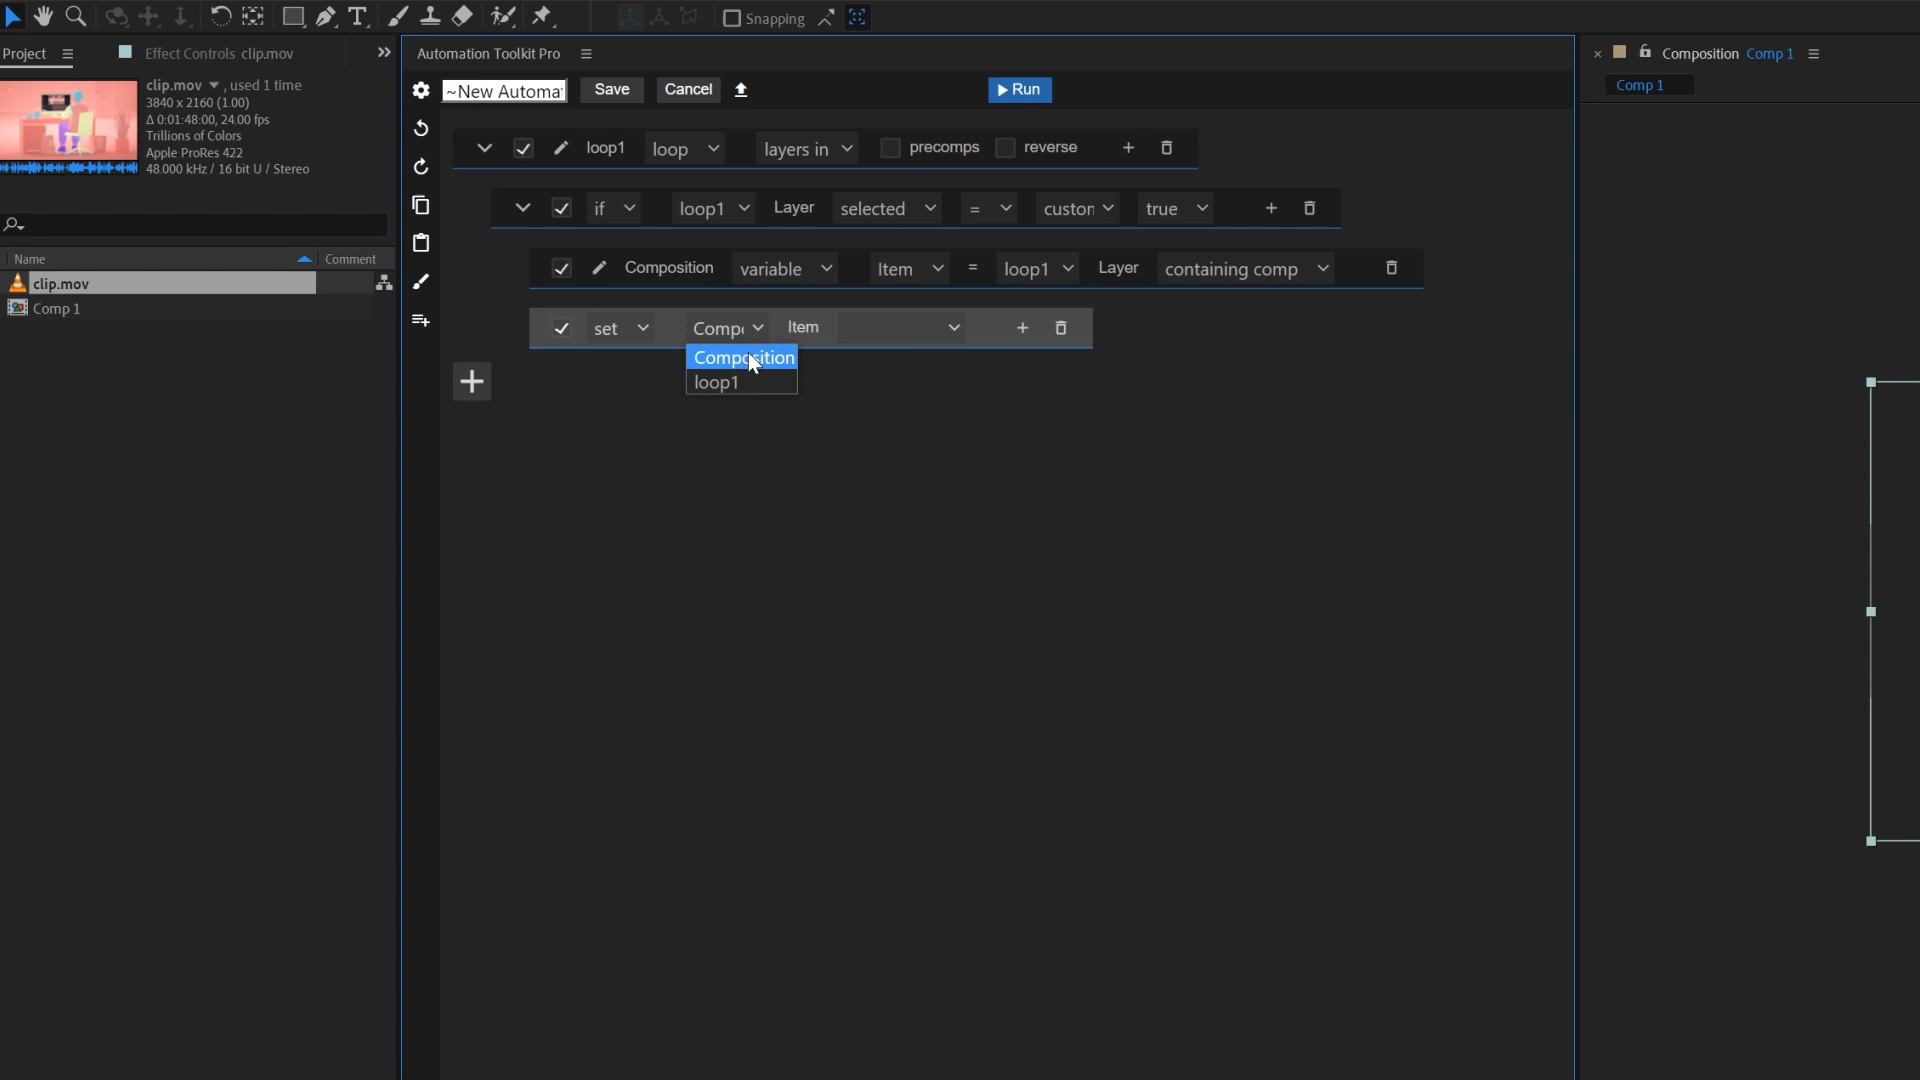 Snapping
Project
Effect Controls clip.mov
Automation Toolkit Pro
Composition Comp 1
clip.mov , used 1 time
3840 x 2160 (1.00)
Δ 0:01:48:00, 24.00 fps
Trillions of Colors
Apple ProRes 422
48.000 kHz / 16 bit U / Stereo
~New Automat
Save
Cancel
Run
Comp 1
loop1
loop
layers in
precomps
reverse
if
loop1
Layer
selected
=
custon
true
Name
Comment
clip.mov
Comp 1
Composition
variable
Item
=
loop1
Layer
containing comp
set
Compo
Item
Composition
loop1